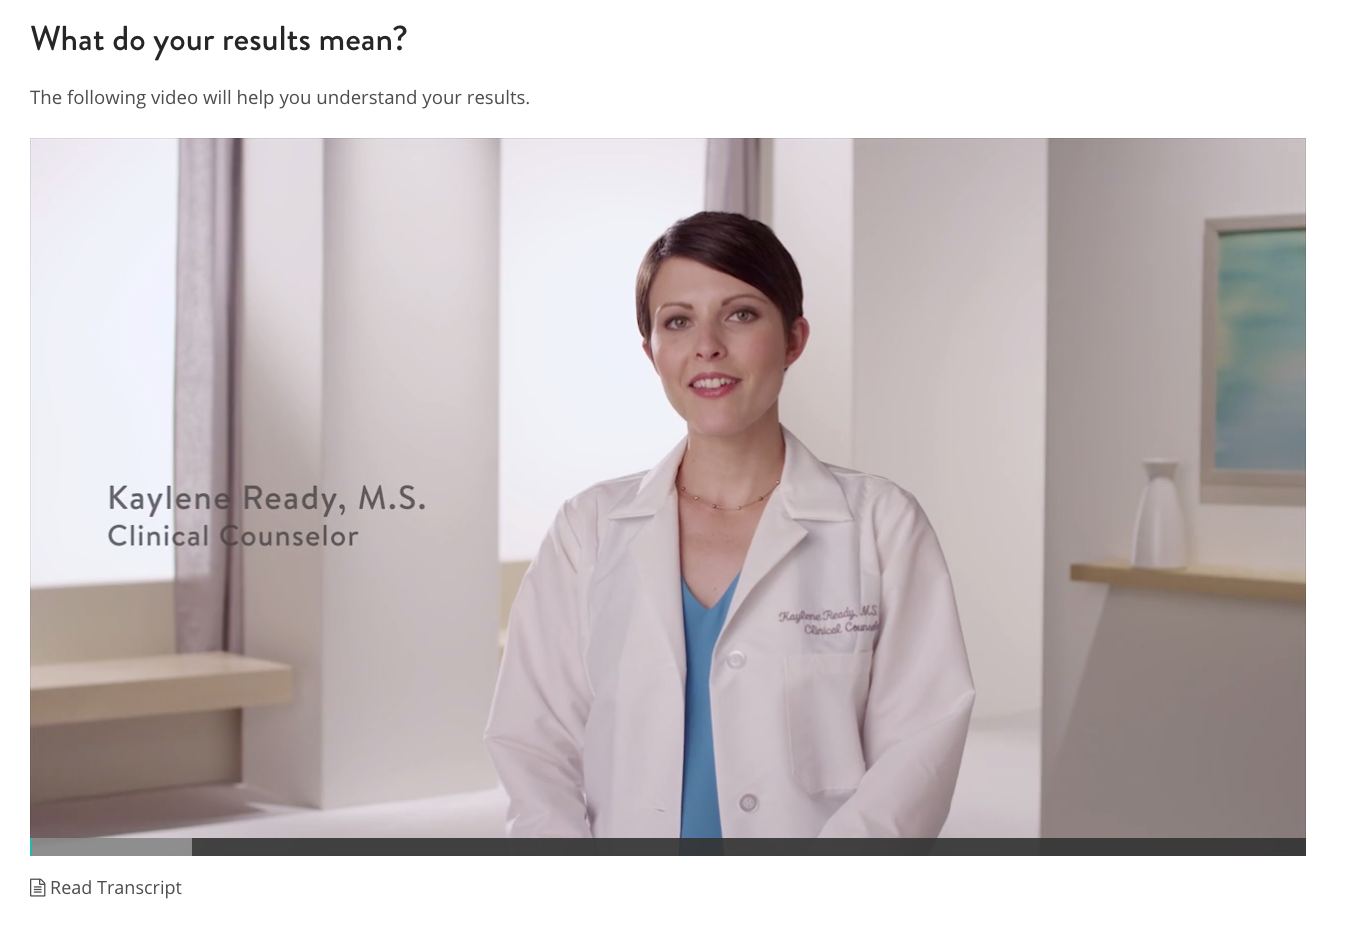 What do your results mean?
The following video will help you understand your results.
Kaylene Ready, M.S.
Clinical Counselor
Kaylene Ready, M.S.
Clinical
Read Transcript